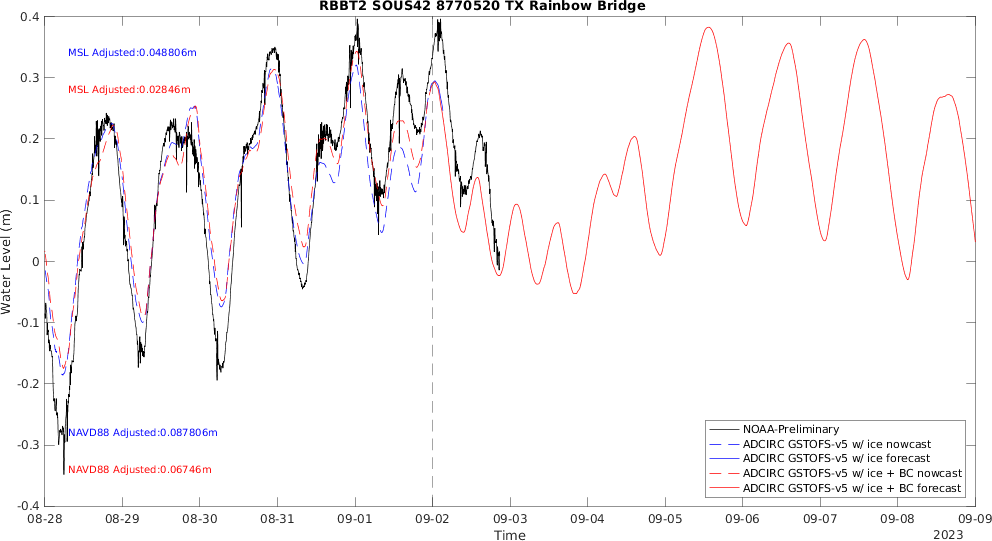 RBBT2 SOUS42 8770520 TX Rainbow Bridge
0.4
0.3
0.2
0.1
0
-0.1
-0.2
-0.3
-0.4
Water Level (m)
MSL Adjusted:0.048806m
MSL Adjusted:0.02846m
NAVD88 Adjusted:0.087806m
NAVD88 Adjusted:0.06746m
NOAA-Preliminary
ADCIRC GSTOFS-v5 w/ ice nowcast
ADCIRC GSTOFS-v5 w/ ice forecast
ADCIRC GSTOFS-v5 w/ ice + BC nowcast
ADCIRC GSTOFS-v5 w/ ice + BC forecast
08-28 08-29 08-30 08-31 09-01 09-02 09-03 09-04 09-05 09-06 09-07 09-08 09-09
Time
2023